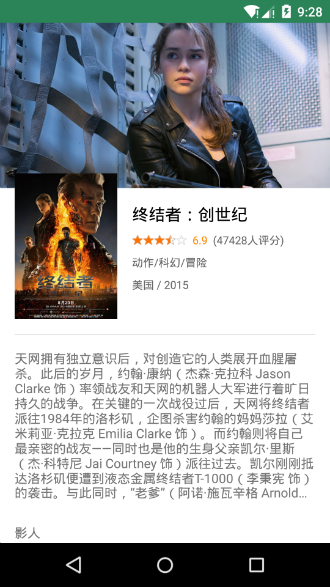 9:28
终结者：创世纪
6.9 (47428人评分)
动作/科幻/冒险
美国 / 2015
终结者
天网拥有独立意识后，对创造它的人类展开血腥屠
杀。此后的岁月，约翰·康纳（杰森·克拉科 Jason
Clarke 饰）率领战友和天网的机器人大军进行着旷日
持久的战争。在关键的一次战役过后，天网将终结者
派往1984年的洛杉矶，企图杀害约翰的妈妈莎拉（艾
米莉亚·克拉克 Emilia Clarke 饰）。而约翰则将自己
最亲密的战友——同时也是他的生身父亲凯尔·里斯
（杰·科特尼 Jai Courtney 饰）派往过去。凯尔刚刚抵
达洛杉矶便遭到液态金属终结者T-1000（李秉宪 饰）
的袭击。与此同时，“老爹”（阿诺·施瓦辛格 Arnold...
影人